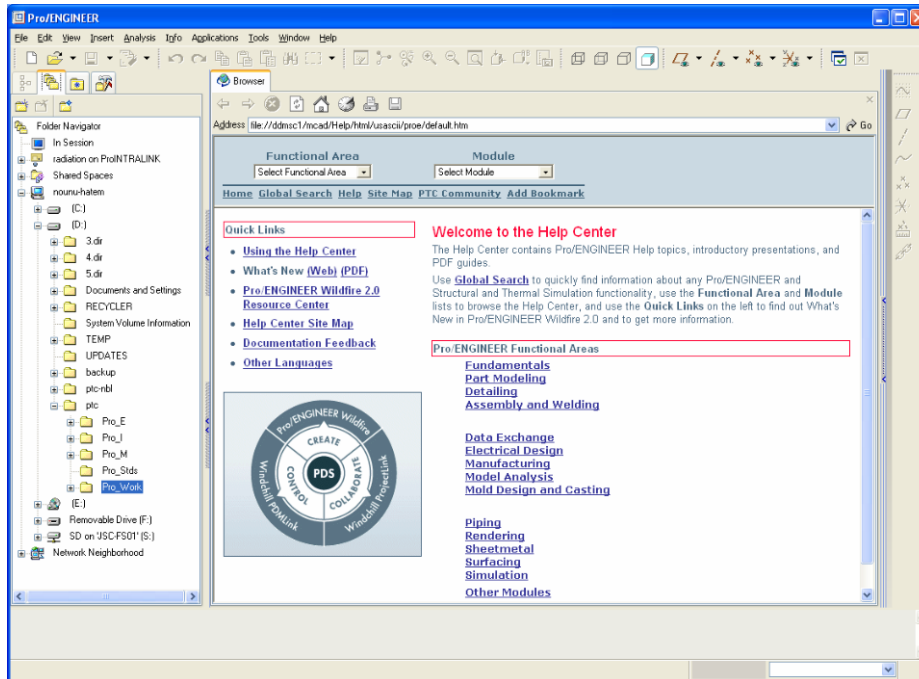 Pro/ENGINEER
File Edit View Insert Analysis Info Applications Tools Window Help
Folder Navigator
In Session
radiation on ProINTRALINK
Shared Spaces
nounu-hatem
(C:)
(D:)
3.dir
4.dir
5.dir
Documents and Settings
RECYCLER
System Volume Information
TEMP
UPDATES
backup
ptc-nbl
ptc
Pro_E
Pro_I
Pro_M
Pro_Stds
Pro_Work
(E:)
Removable Drive (F:)
SD on 'JSC-FS01' (S:)
Network Neighborhood
Browser
Address file://ddmsc1/mcad/Help/html/usascii/proe/default.htm Go
Functional Area Module
Select Functional Area Select Module
Home Global Search Help Site Map PTC Community Add Bookmark
Quick Links
Using the Help Center
What's New (Web) (PDF)
Pro/ENGINEER Wildfire 2.0
Resource Center
Help Center Site Map
Documentation Feedback
Other Languages
Pro/ENGINEER Wildfire
Windchill PDMLink
Windchill ProjectLink
CREATE
CONTROL
COLLABORATE
PDS
Welcome to the Help Center
The Help Center contains Pro/ENGINEER Help topics, introductory presentations, and
PDF guides.
Use Global Search to quickly find information about any Pro/ENGINEER and
Structural and Thermal Simulation functionality, use the Functional Area and Module
lists to browse the Help Center, and use the Quick Links on the left to find out What's
New in Pro/ENGINEER Wildfire 2.0 and to get more information.
Pro/ENGINEER Functional Areas
Fundamentals
Part Modeling
Detailing
Assembly and Welding
Data Exchange
Electrical Design
Manufacturing
Model Analysis
Mold Design and Casting
Piping
Rendering
Sheetmetal
Surfacing
Simulation
Other Modules